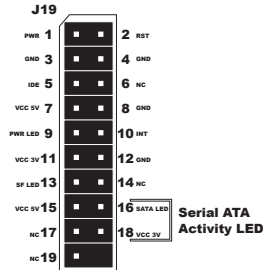 J19
PWR 1 2 RST
GND 3 4 GND
IDE 5 6 NC
VCC 5V 7 8 GND
PWR LED 9 10 INT
VCC 3V 11 12 GND
SF LED 13 14 NC
VCC 5V 15 16 SATA LED
Serial ATA
Activity LED
NC 17 18 VCC 3V
NC 19